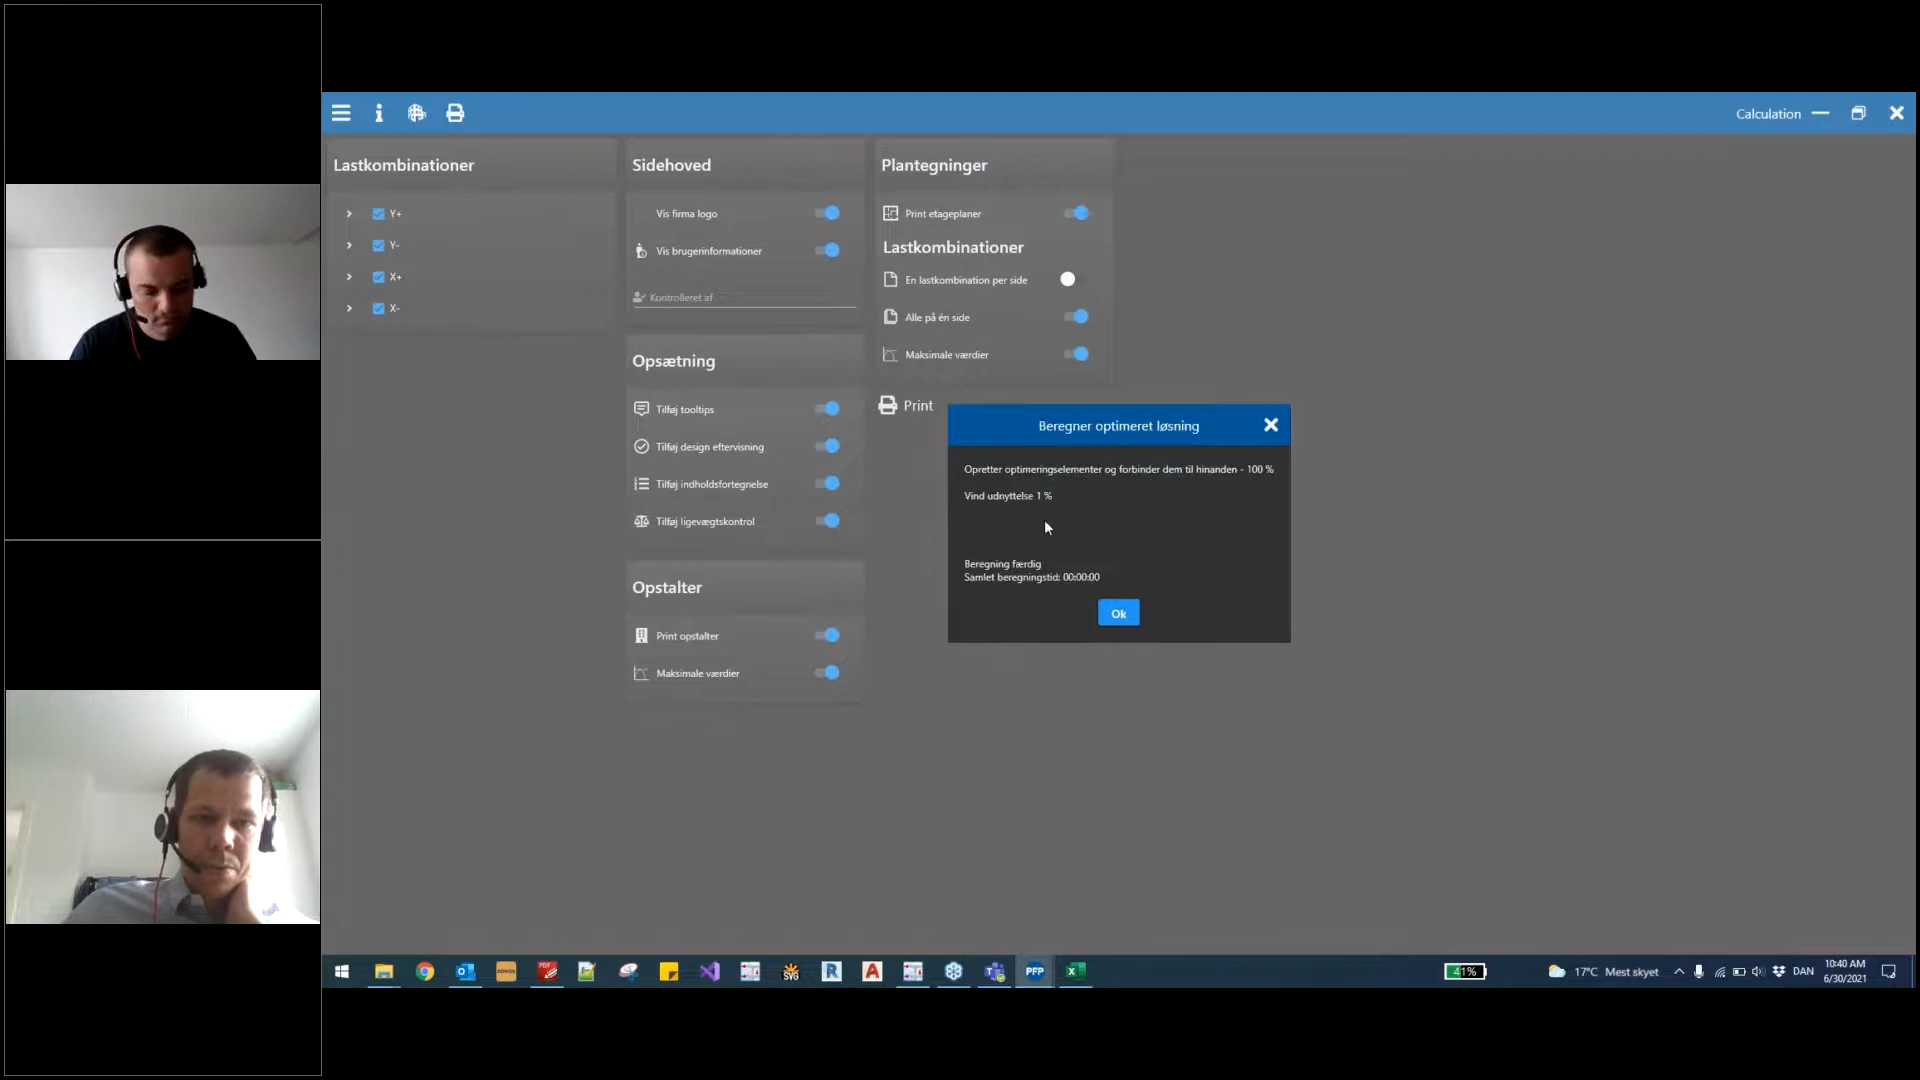 Calculation
Lastkombinationer
Y+
Y-
X+
X-
Sidehoved
Vis firma logo
Vis brugerinformationer
Kontrolleret af
Opsætning
Tilføj tooltips
Tilføj design eftervisning
Tilføj indholdsfortegnelse
Tilføj ligevægtskontrol
Opstalter
Print opstalter
Maksimale værdier
Plantegninger
Print etageplaner
Lastkombinationer
En lastkombination per side
Alle på én side
Maksimale værdier
Print
Beregner optimeret løsning
Opretter optimeringselementer og forbinder dem til hinanden - 100 %
Vind udnyttelse 1 %
Beregning færdig
Samlet beregningstid: 00:00:00
Ok
PDF
SVG
R
A
PFP
41%
17°C Mest skyet
DAN
10:40 AM
6/30/2021